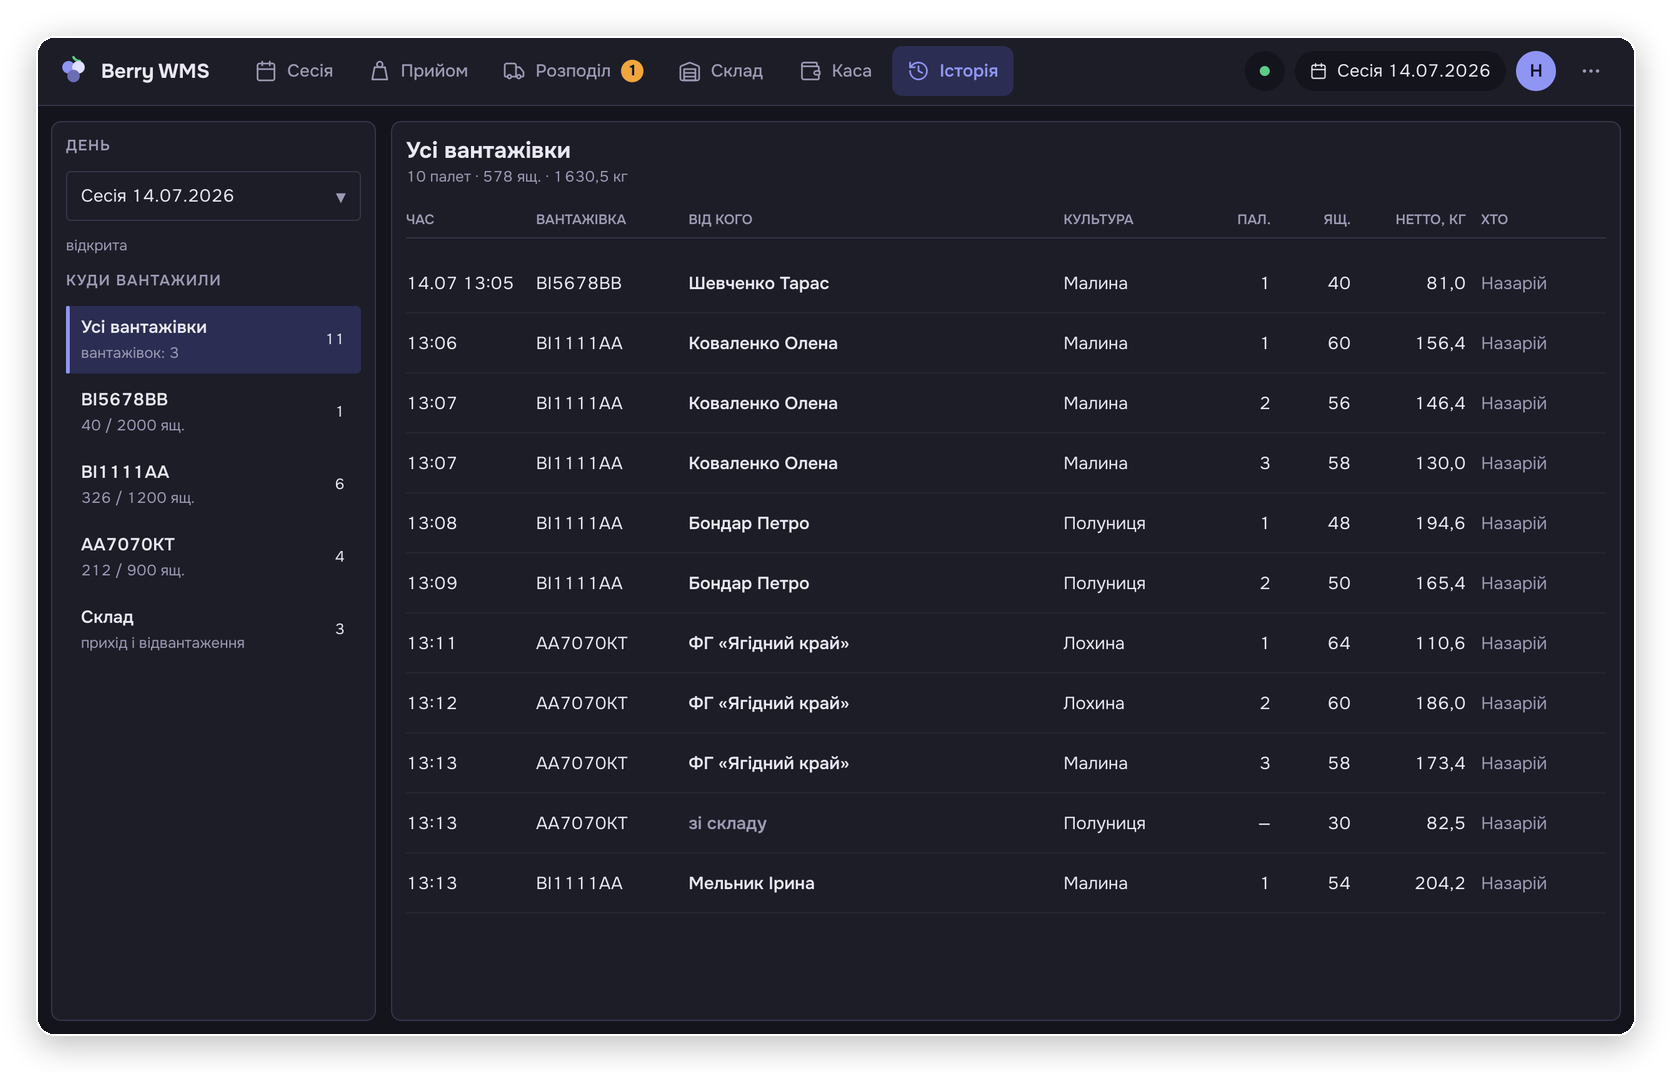 Berry WMS Сесія Прийом Розподіл 1 Склад Каса Історія Сесія 14.07.2026 Н ...
ДЕНЬ
Сесія 14.07.2026 ▼
відкрита
КУДИ ВАНТАЖИЛИ
Усі вантажівки 11
вантажівок: 3
ВІ5678ВВ 1
40 / 2000 ящ.
ВІ1111АА 6
326 / 1200 ящ.
АА7070КТ 4
212 / 900 ящ.
Склад 3
прихід і відвантаження
Усі вантажівки
10 палет · 578 ящ. · 1 630,5 кг
ЧАС ВАНТАЖІВКА ВІД КОГО КУЛЬТУРА ПАЛ. ЯЩ. НЕТТО, КГ ХТО
14.07 13:05 ВІ5678ВВ Шевченко Тарас Малина 1 40 81,0 Назарій
13:06 ВІ1111АА Коваленко Олена Малина 1 60 156,4 Назарій
13:07 ВІ1111АА Коваленко Олена Малина 2 56 146,4 Назарій
13:07 ВІ1111АА Коваленко Олена Малина 3 58 130,0 Назарій
13:08 ВІ1111АА Бондар Петро Полуниця 1 48 194,6 Назарій
13:09 ВІ1111АА Бондар Петро Полуниця 2 50 165,4 Назарій
13:11 АА7070КТ ФГ «Ягідний край» Лохина 1 64 110,6 Назарій
13:12 АА7070КТ ФГ «Ягідний край» Лохина 2 60 186,0 Назарій
13:13 АА7070КТ ФГ «Ягідний край» Малина 3 58 173,4 Назарій
13:13 АА7070КТ зі складу Полуниця – 30 82,5 Назарій
13:13 ВІ1111АА Мельник Ірина Малина 1 54 204,2 Назарій